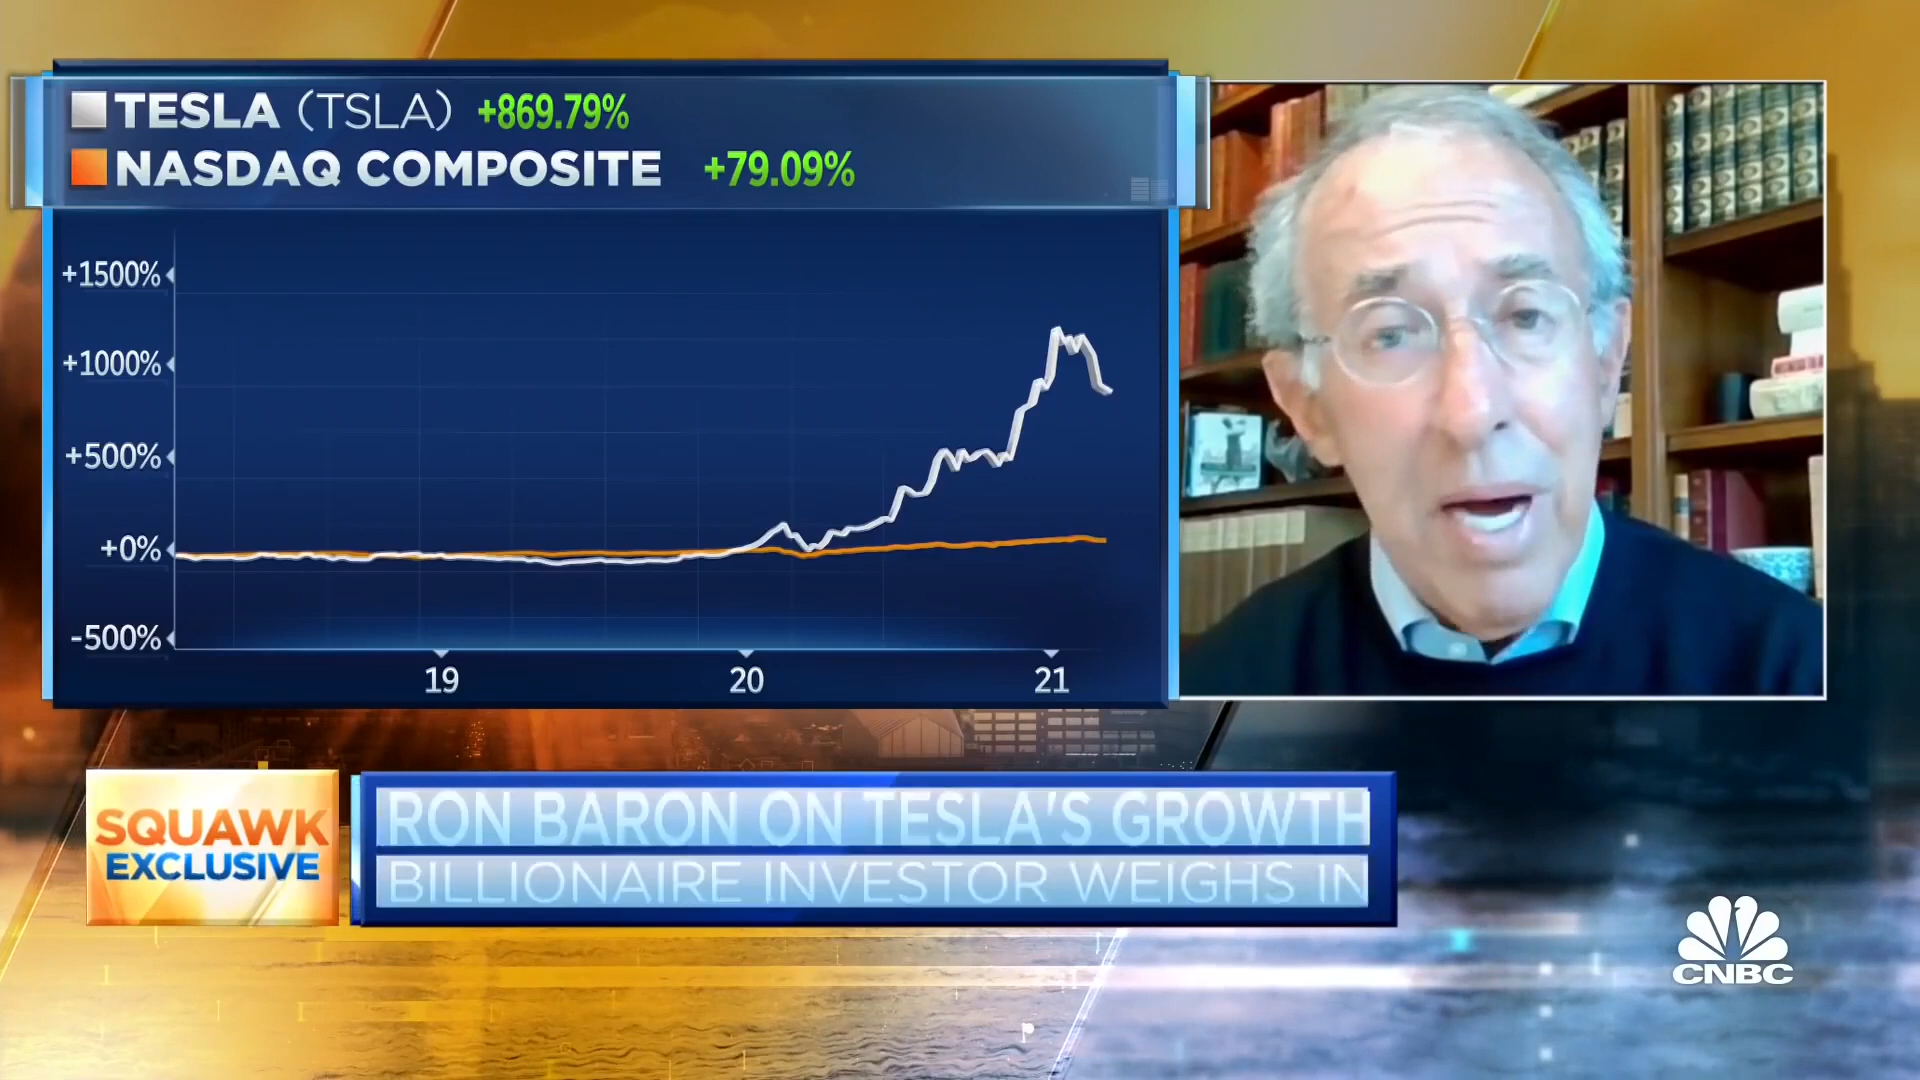 TESLA (TSLA) +869.79%
NASDAQ COMPOSITE +79.09%
+1500%
+1000%
+500%
+0%
-500%
19 20 21
SQUAWK
EXCLUSIVE
RON BARON ON TESLA'S GROWTH
BILLIONAIRE INVESTOR WEIGHS IN
CNBC